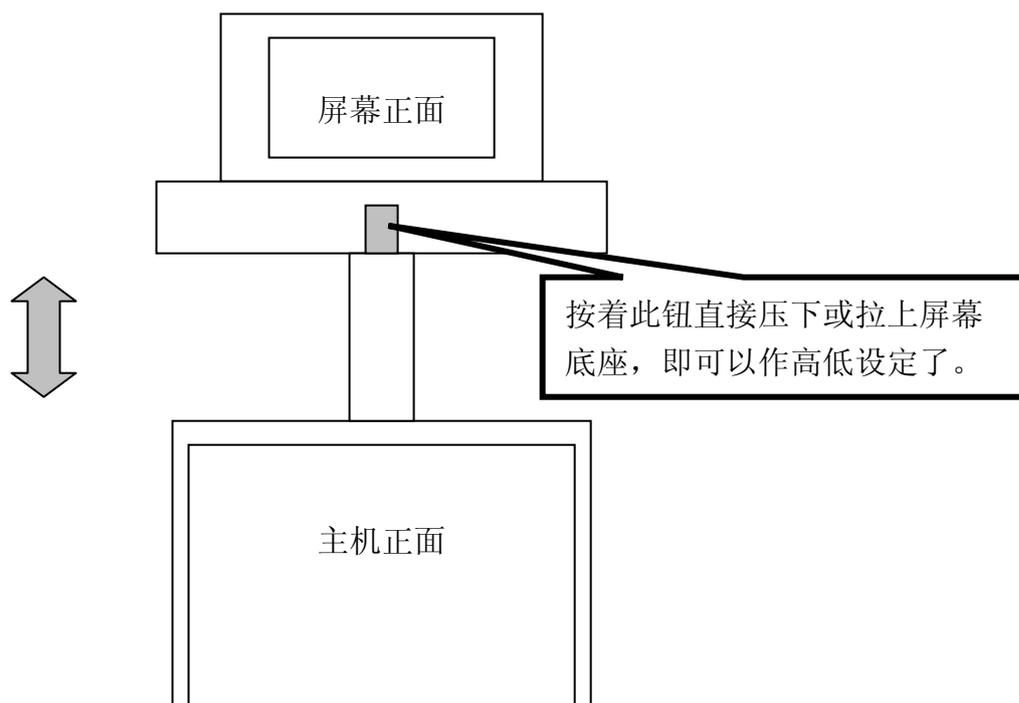 屏幕正面
按着此钮直接压下或拉上屏幕
底座，即可以作高低设定了。
主机正面